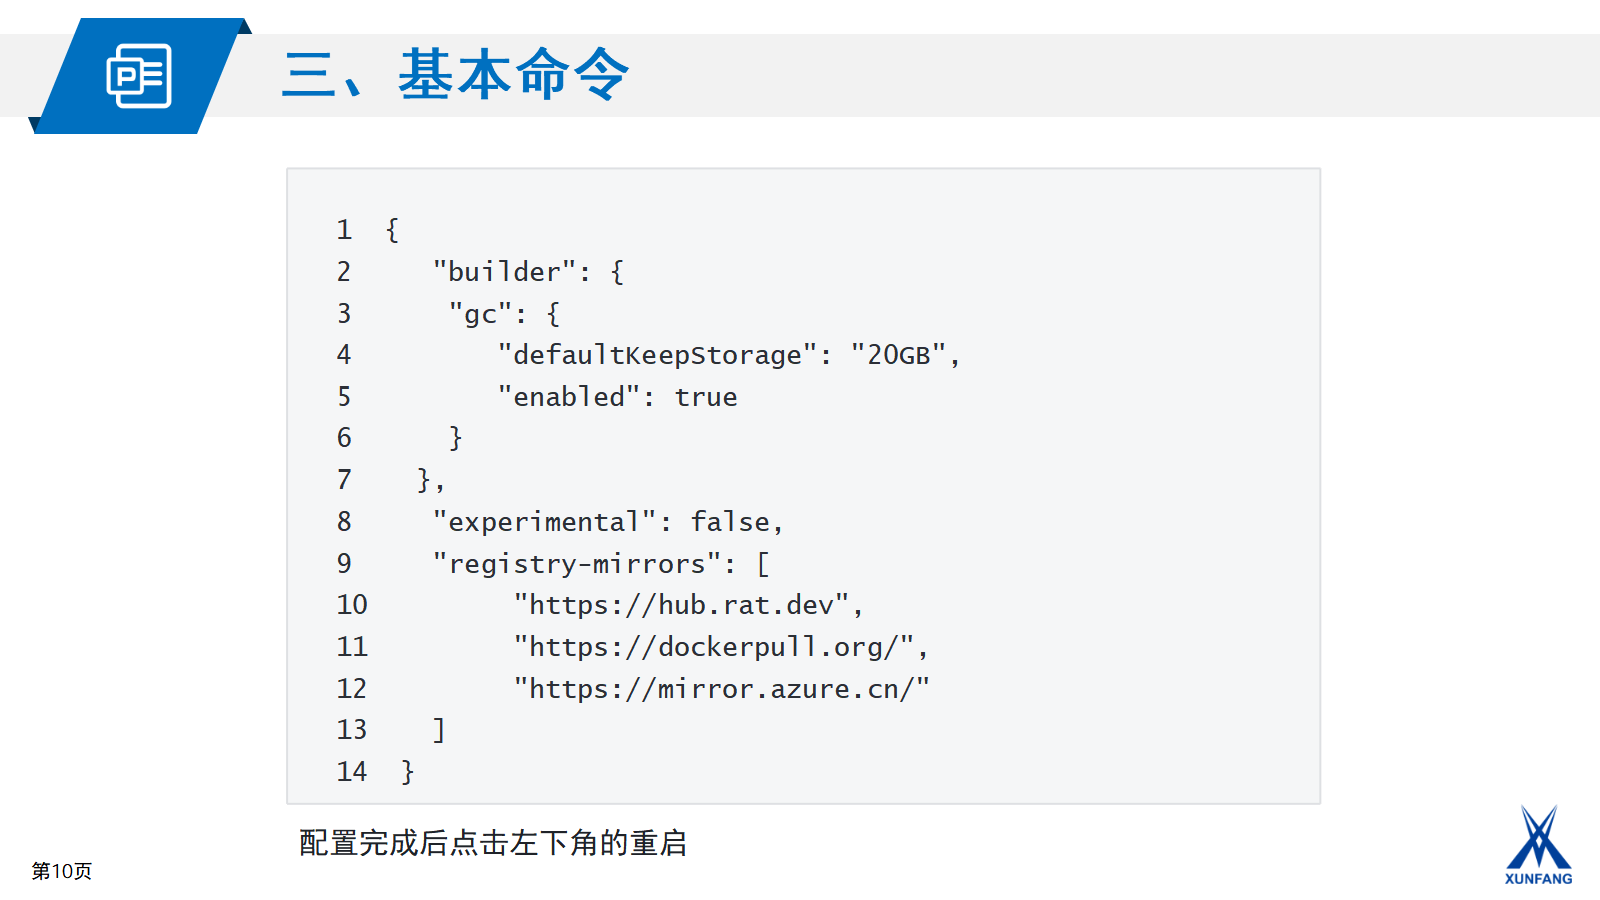 三、基本命令
1 {
2 "builder": {
3 "gc": {
4 "defaultKeepStorage": "20GB",
5 "enabled": true
6 }
7 },
8 "experimental": false,
9 "registry-mirrors": [
10 "https://hub.rat.dev",
11 "https://dockerpull.org/",
12 "https://mirror.azure.cn/"
13 ]
14 }
配置完成后点击左下角的重启
第10页
XUNFANG